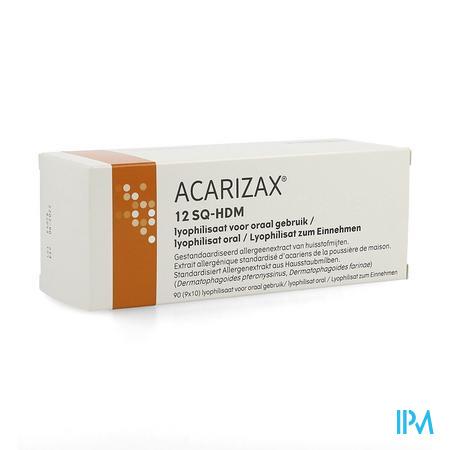 ACARIZAX®
12 SQ-HDM
lyophilisaat voor oraal gebruik /
lyophilisat oral / Lyophilisat zum Einnehmen
Gestandaardiseerd allergeenextract van huisstofmijten.
Extrait allergénique standardisé d'acariens de la poussière de maison.
Standardisiert Allergenextrakt aus Hausstaubmilben.
(Dermatophagoides pteronyssinus, Dermatophagoides farinae)
90 (9x10) lyophilisaat voor oraal gebruik/ lyophilisat oral / Lyophilisat zum Einnehmen
IPM